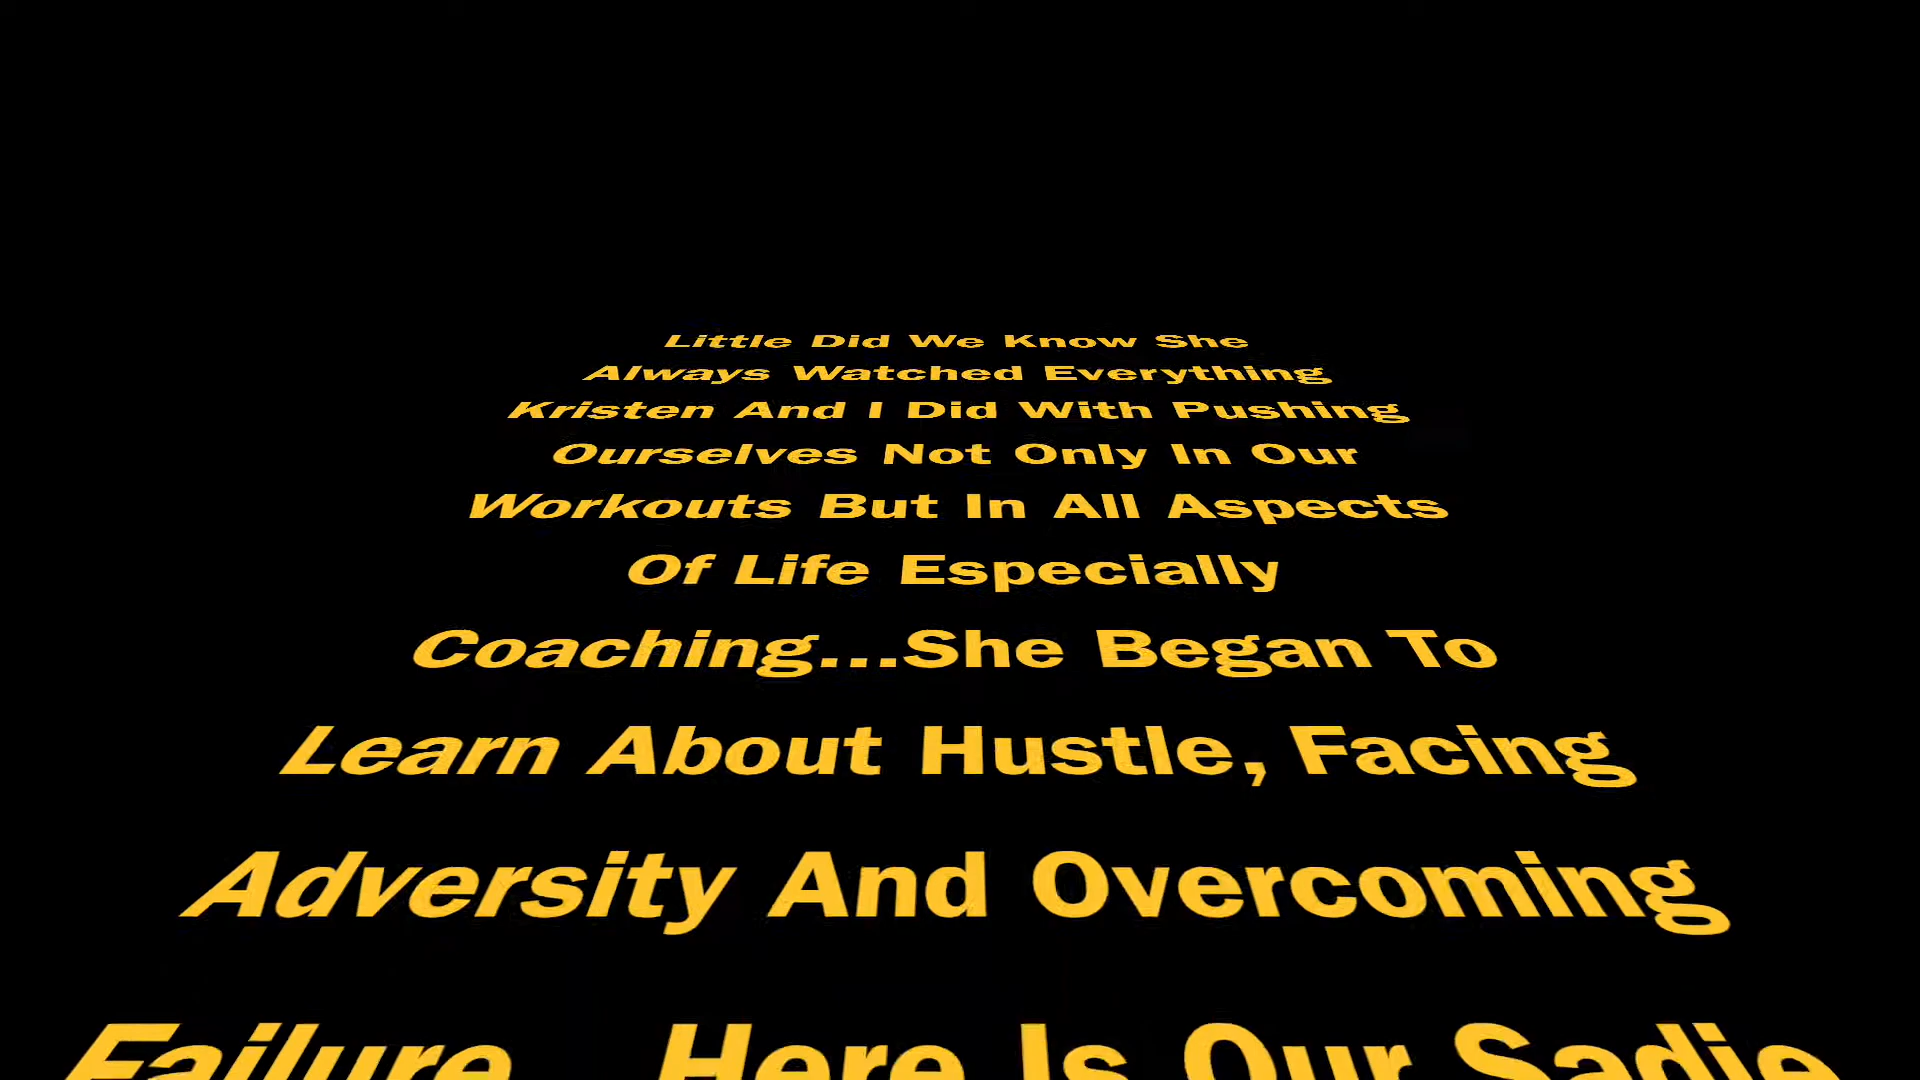 Little Did We Know She
Always Watched Everything
Kristen And I Did With Pushing
Ourselves Not Only In Our
Workouts But In All Aspects
Of Life Especially
Coaching...She Began To
Learn About Hustle, Facing
Adversity And Overcoming
Failure...Here Is Our Sadie